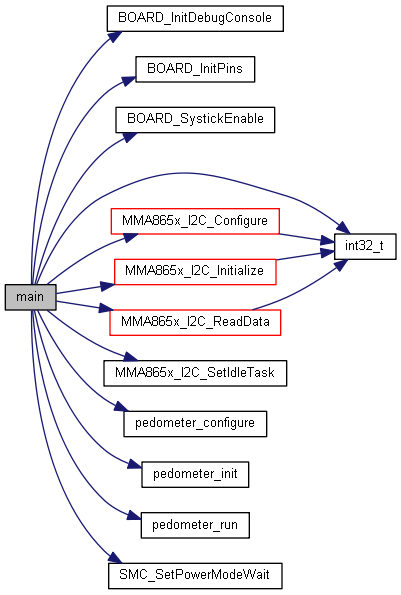 BOARD_InitDebugConsole
BOARD_InitPins
BOARD_SystickEnable
MMA865x_I2C_Configure
int32_t
MMA865x_I2C_Initialize
main
MMA865x_I2C_ReadData
MMA865x_I2C_SetIdleTask
pedometer_configure
pedometer_init
pedometer_run
SMC_SetPowerModeWait